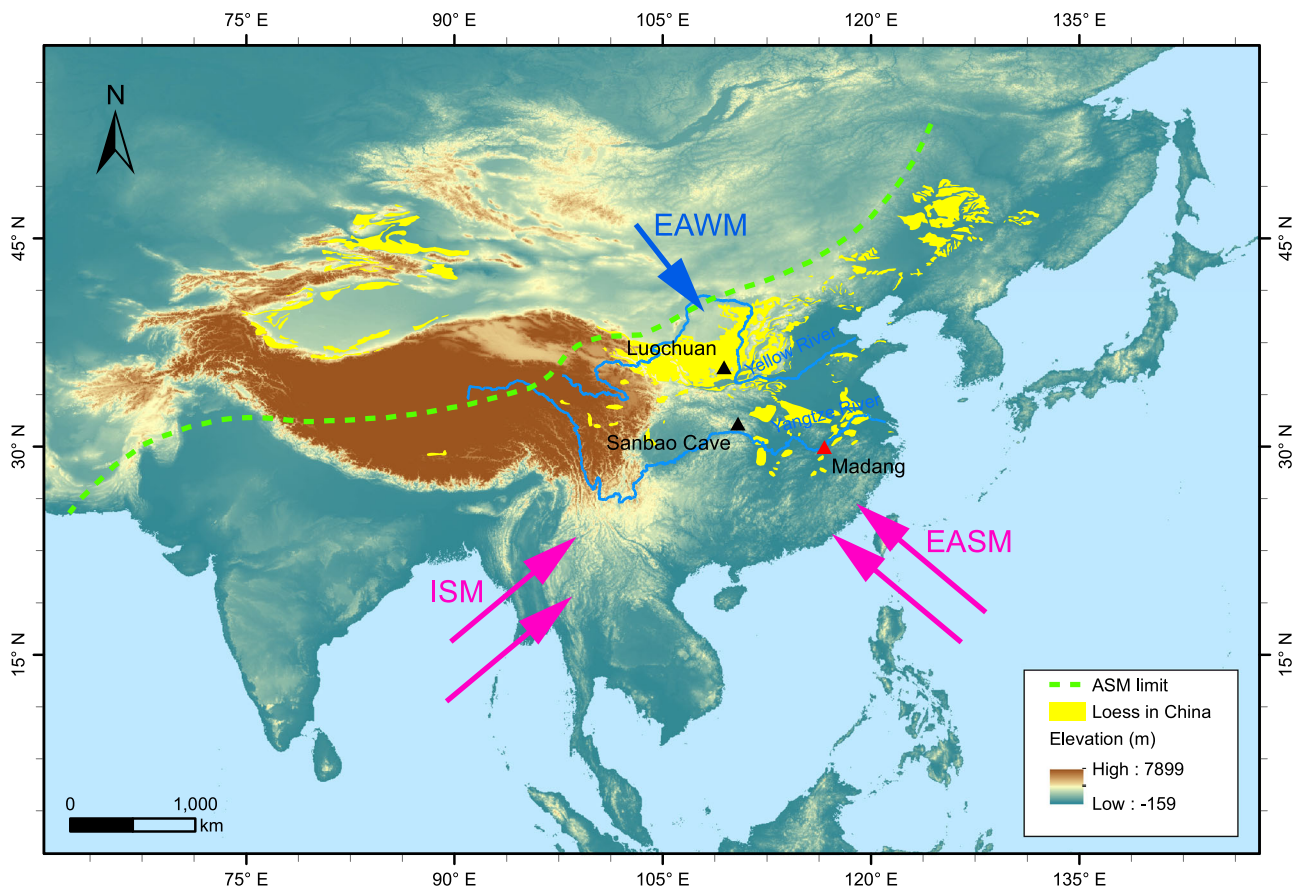 75° E
90° E
105° E
120° E
135° E
N
45° N
45° N
EAWM
Luochuan
Yellow River
Yangtze River
Sanbao Cave
30° N
30° N
Madang
EASM
ISM
15° N
15° N
ASM limit
Loess in China
Elevation (m)
High : 7899
Low : -159
0
1,000
km
75° E
90° E
105° E
120° E
135° E